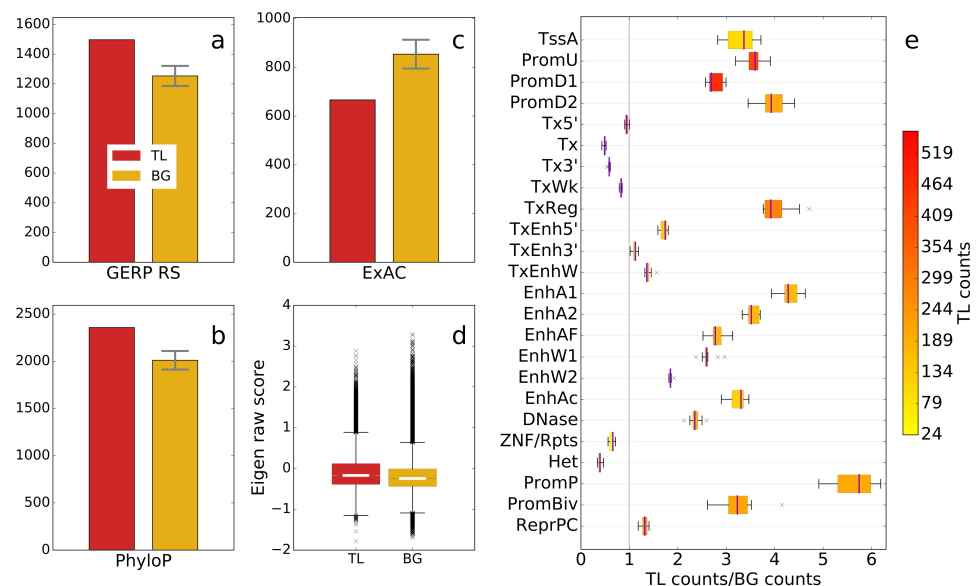 a
1600
1400
1200
1000
800
600
400
200
0
TL
BG
GERP RS
c
1000
800
600
400
200
0
ExAC
b
2500
2000
1500
1000
500
0
PhyloP
d
Eigen raw score
4
3
2
1
0
−1
−2
TL
BG
e
TssA
PromU
PromD1
PromD2
Tx5'
Tx
Tx3'
TxWk
TxReg
TxEnh5'
TxEnh3'
TxEnhW
EnhA1
EnhA2
EnhAF
EnhW1
EnhW2
EnhAc
DNase
ZNF/Rpts
Het
PromP
PromBiv
ReprPC
0 1 2 3 4 5 6
TL counts/BG counts
519
464
409
354
299
244
189
134
79
24
TL counts